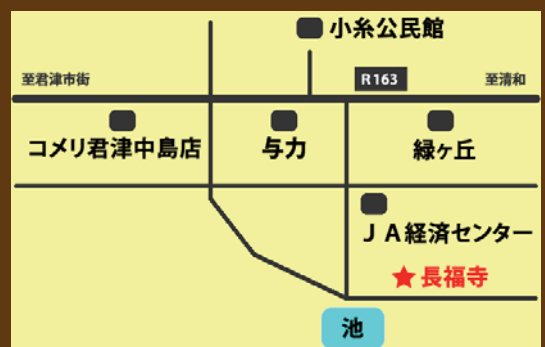 小糸公民館
至君津市街
R163
至清和
コメリ君津中島店
与力
緑ヶ丘
JA経済センター
★長福寺
池